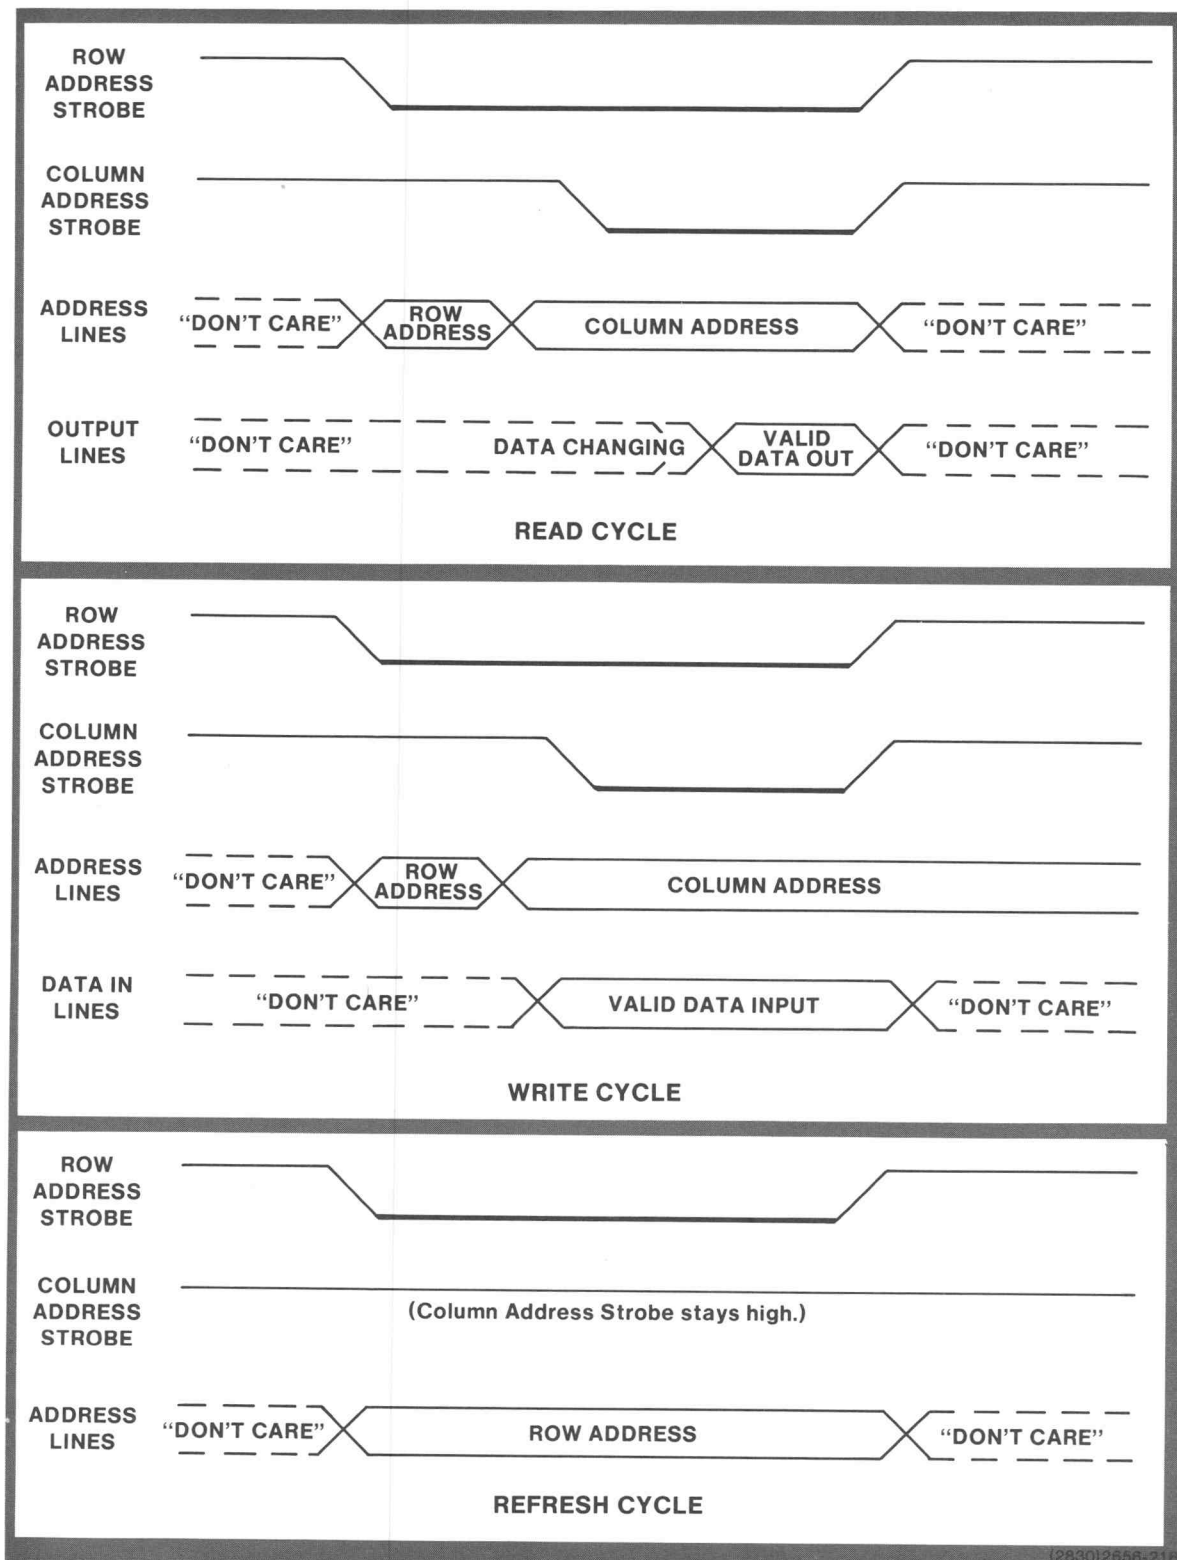 ROW
ADDRESS
STROBE
COLUMN
ADDRESS
STROBE
ADDRESS
LINES
"DON'T CARE"
ROW
ADDRESS
COLUMN ADDRESS
"DON'T CARE"
OUTPUT
LINES
"DON'T CARE"
DATA CHANGING
VALID
DATA OUT
"DON'T CARE"
READ CYCLE
ROW
ADDRESS
STROBE
COLUMN
ADDRESS
STROBE
ADDRESS
LINES
"DON'T CARE"
ROW
ADDRESS
COLUMN ADDRESS
DATA IN
LINES
"DON'T CARE"
VALID DATA INPUT
"DON'T CARE"
WRITE CYCLE
ROW
ADDRESS
STROBE
COLUMN
ADDRESS
STROBE
(Column Address Strobe stays high.)
ADDRESS
LINES
"DON'T CARE"
ROW ADDRESS
"DON'T CARE"
REFRESH CYCLE